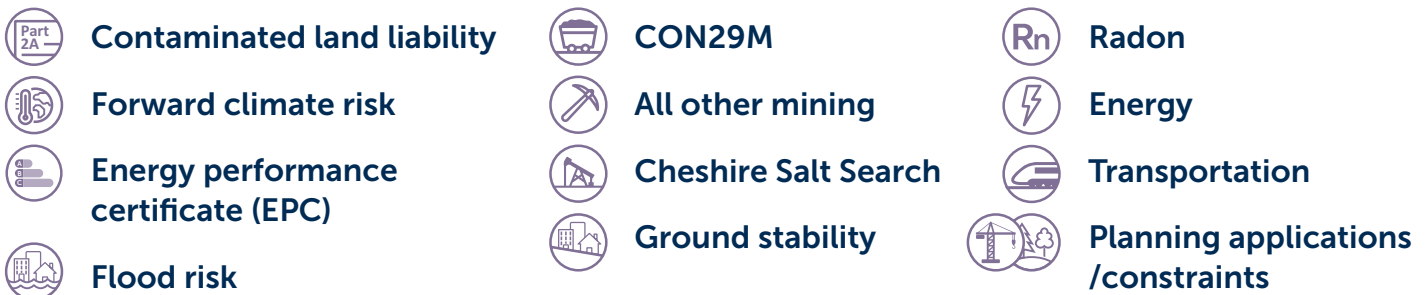 Part
2A
Contaminated land liability
Forward climate risk
A
B
C
Energy performance
certificate (EPC)
Flood risk
CON29M
All other mining
Cheshire Salt Search
Ground stability
Rn
Radon
Energy
Transportation
Planning applications
/constraints